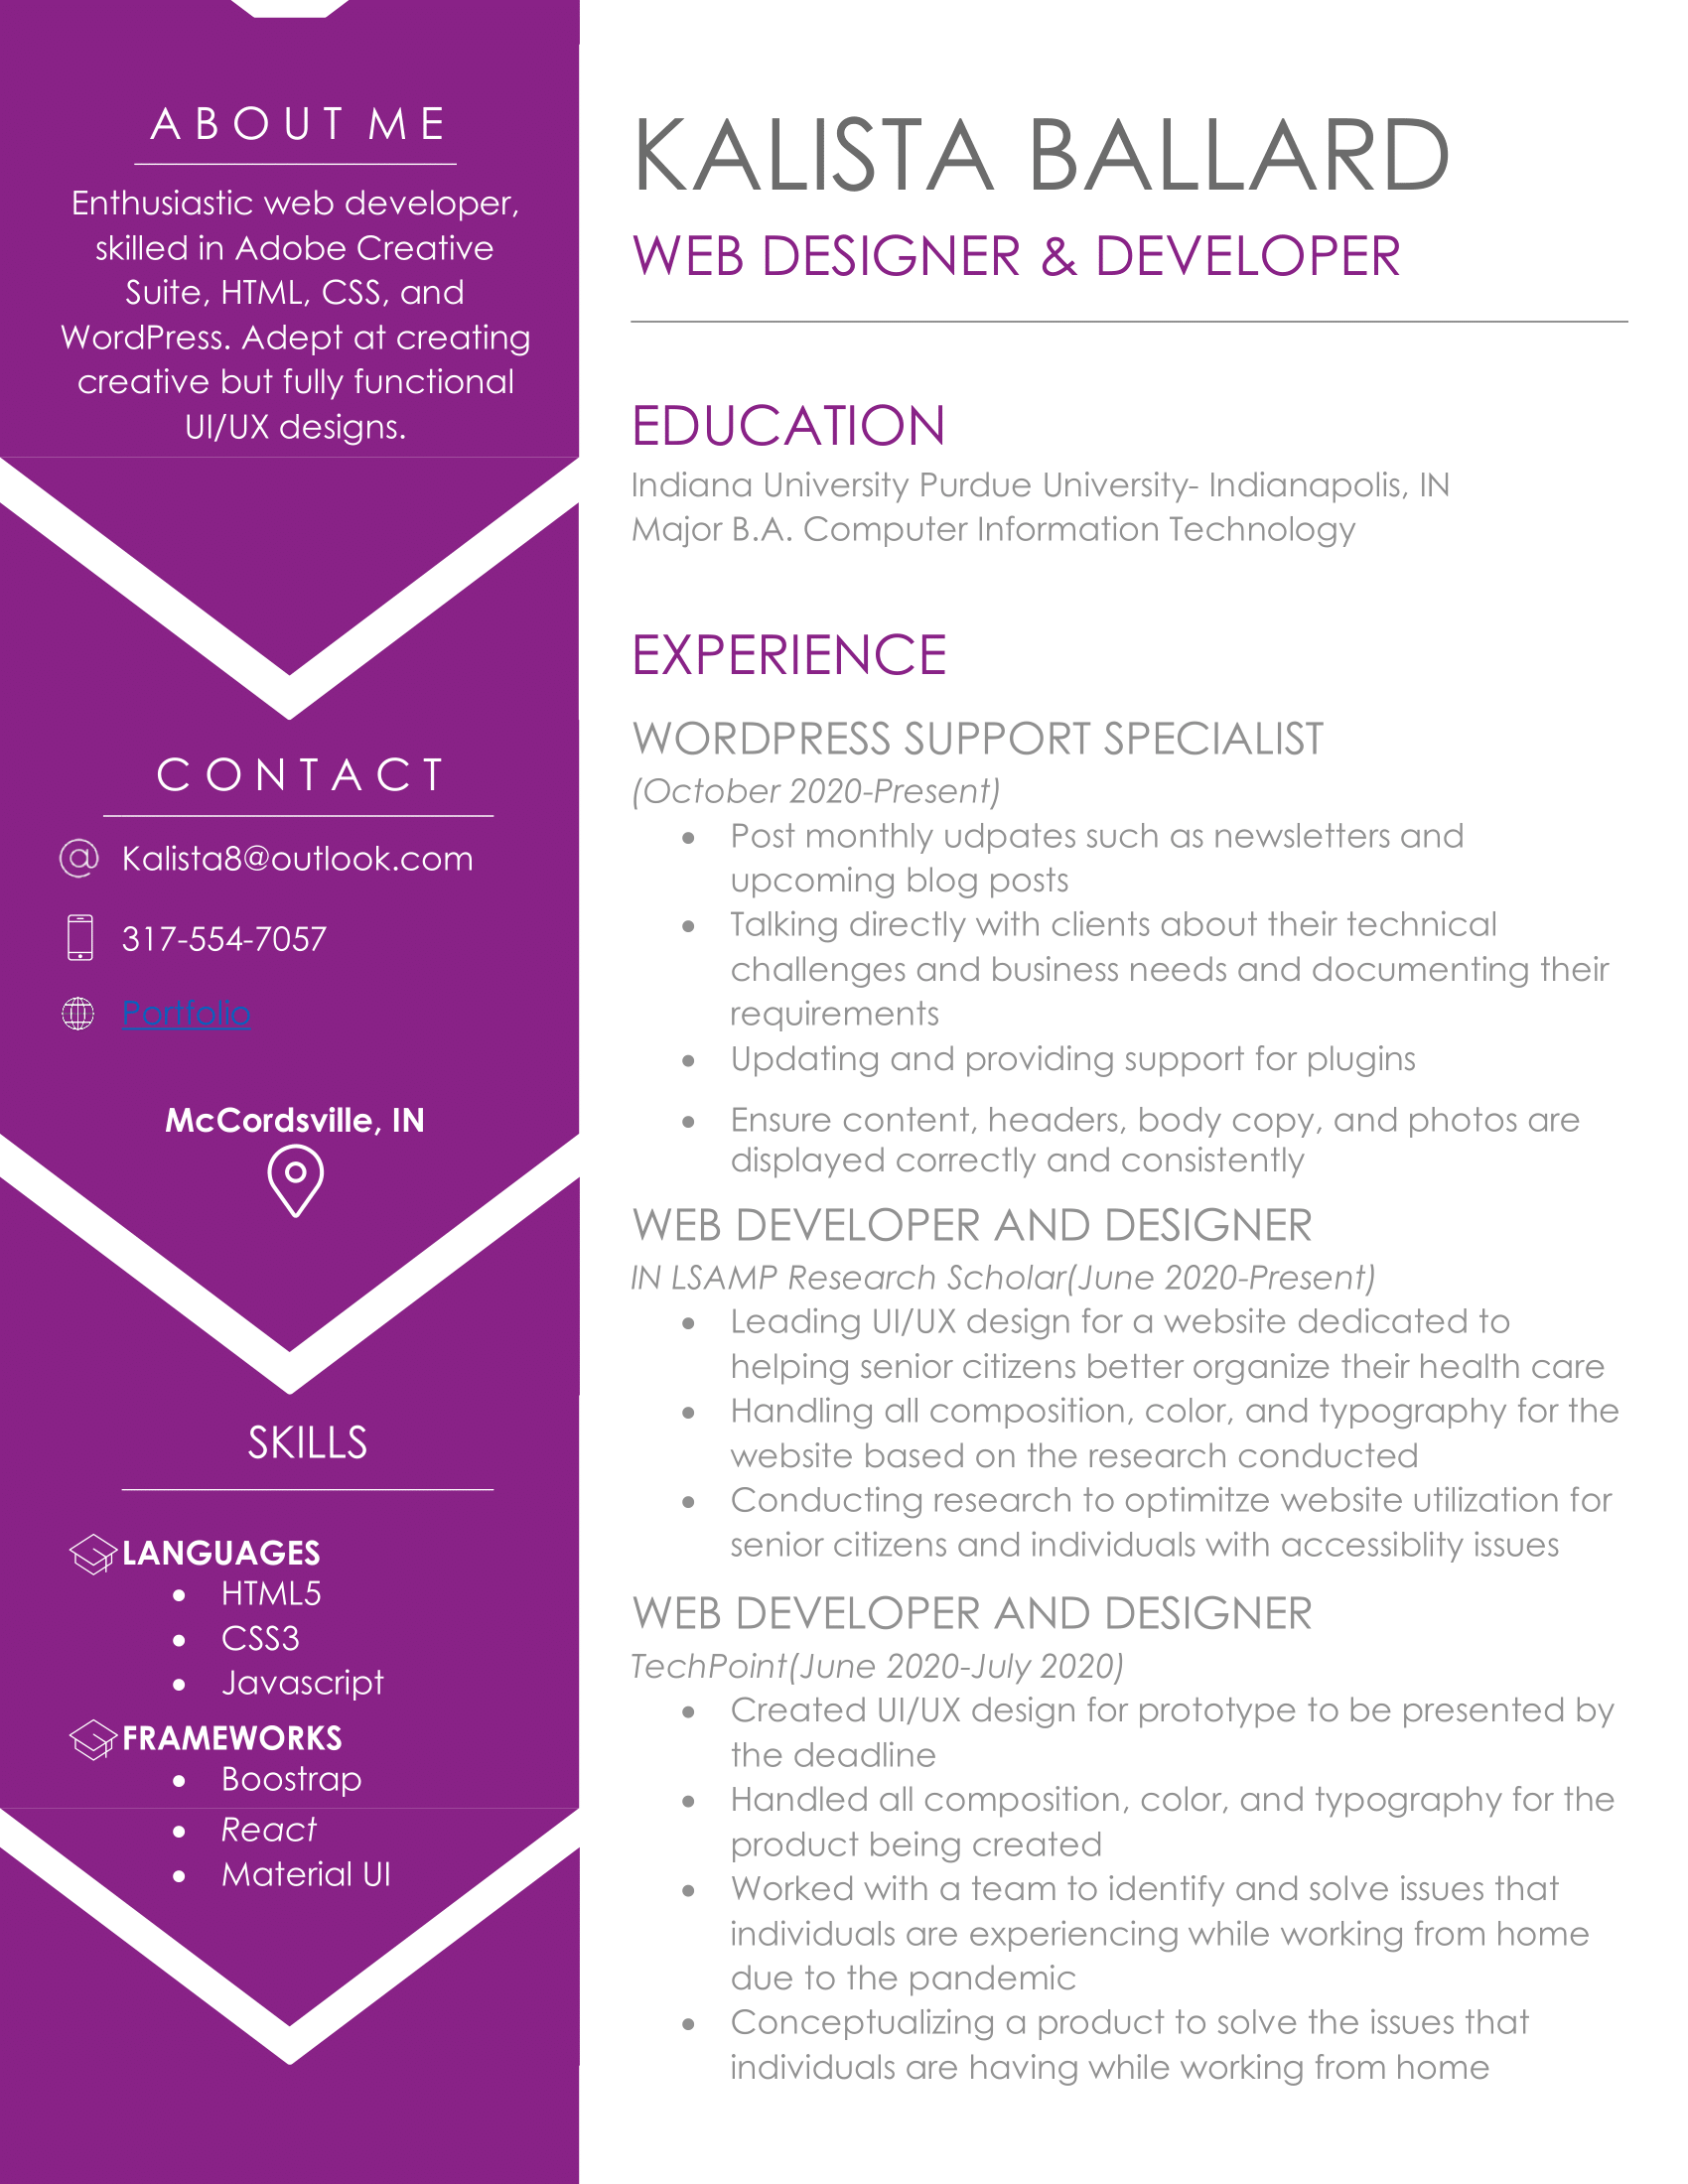 ABOUT ME
Enthusiastic web developer,
skilled in Adobe Creative
Suite, HTML, CSS, and
WordPress. Adept at creating
creative but fully functional
UI/UX designs.
CONTACT
Kalista8@outlook.com
317-554-7057
Portfolio
McCordsville, IN
SKILLS
LANGUAGES
• HTML5
• CSS3
• Javascript
FRAMEWORKS
• Boostrap
• React
• Material UI
KALISTA BALLARD
WEB DESIGNER & DEVELOPER
EDUCATION
Indiana University Purdue University- Indianapolis, IN
Major B.A. Computer Information Technology
EXPERIENCE
WORDPRESS SUPPORT SPECIALIST
(October 2020-Present)
• Post monthly udpates such as newsletters and
upcoming blog posts
• Talking directly with clients about their technical
challenges and business needs and documenting their
requirements
• Updating and providing support for plugins
• Ensure content, headers, body copy, and photos are
displayed correctly and consistently
WEB DEVELOPER AND DESIGNER
IN LSAMP Research Scholar(June 2020-Present)
• Leading UI/UX design for a website dedicated to
helping senior citizens better organize their health care
• Handling all composition, color, and typography for the
website based on the research conducted
• Conducting research to optimitze website utilization for
senior citizens and individuals with accessiblity issues
WEB DEVELOPER AND DESIGNER
TechPoint(June 2020-July 2020)
• Created UI/UX design for prototype to be presented by
the deadline
• Handled all composition, color, and typography for the
product being created
• Worked with a team to identify and solve issues that
individuals are experiencing while working from home
due to the pandemic
• Conceptualizing a product to solve the issues that
individuals are having while working from home